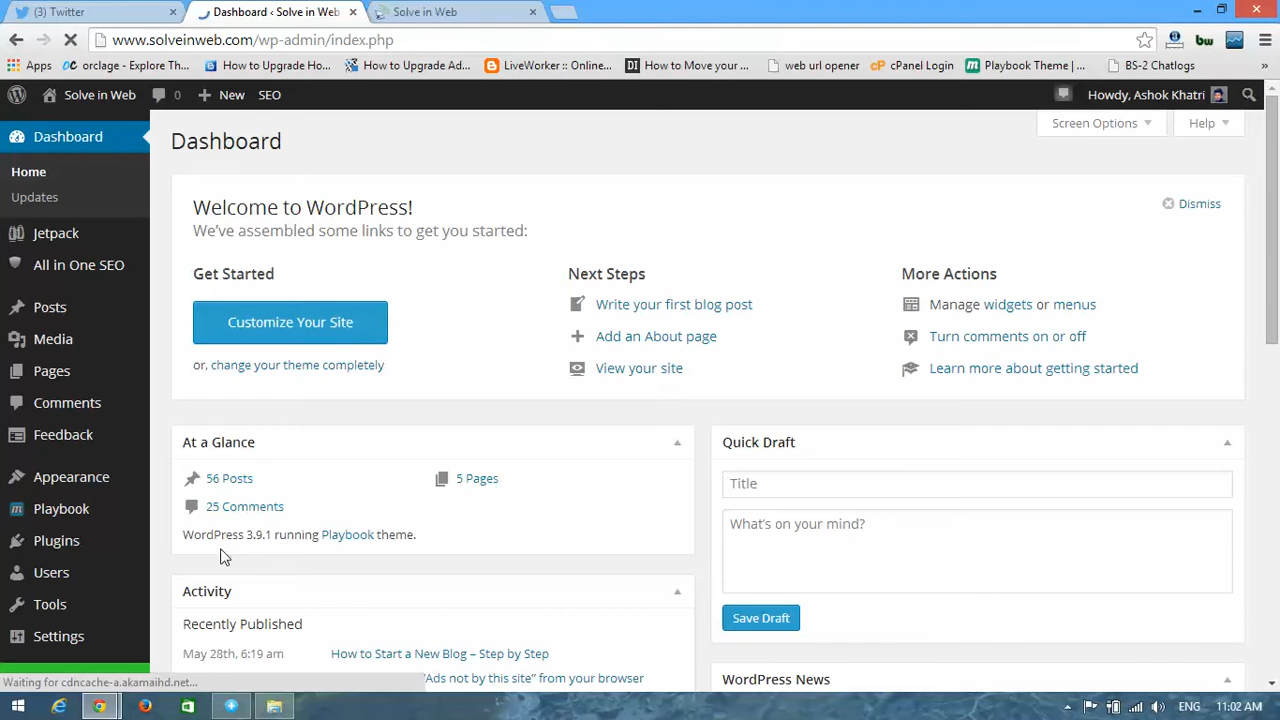 (3) Twitter
Dashboard ‹ Solve in Web
Solve in Web
www.solveinweb.com/wp-admin/index.php
Apps
orclage - Explore The...
How to Upgrade Ho...
How to Upgrade Ad...
LiveWorker :: Online...
How to Move your ...
web url opener
cPanel Login
Playbook Theme | ...
BS-2 Chatlogs
»
Solve in Web
0
New
SEO
Howdy, Ashok Khatri
Dashboard
Home
Updates
Jetpack
All in One SEO
Posts
Media
Pages
Comments
Feedback
Appearance
Playbook
Plugins
Users
Tools
Settings
Screen Options
Help
Dashboard
Welcome to WordPress!
Dismiss
We've assembled some links to get you started:
Get Started
Customize Your Site
or, change your theme completely
Next Steps
Write your first blog post
Add an About page
View your site
More Actions
Manage widgets or menus
Turn comments on or off
Learn more about getting started
At a Glance
56 Posts
5 Pages
25 Comments
WordPress 3.9.1 running Playbook theme.
Activity
Recently Published
May 28th, 6:19 am
How to Start a New Blog – Step by Step
"Ads not by this site" from your browser
Quick Draft
Title
What's on your mind?
Save Draft
WordPress News
Waiting for cdncache-a.akamaihd.net...
ENG
11:02 AM